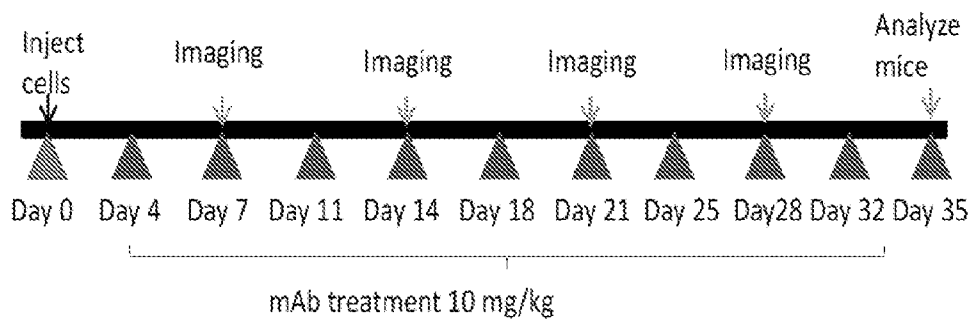 Inject
cells
Imaging
Imaging
Imaging
Imaging
Analyze
mice
Day 0 Day 4 Day 7 Day 11 Day 14 Day 18 Day 21 Day 25 Day28 Day 32 Day 35
mAb treatment 10 mg/kg